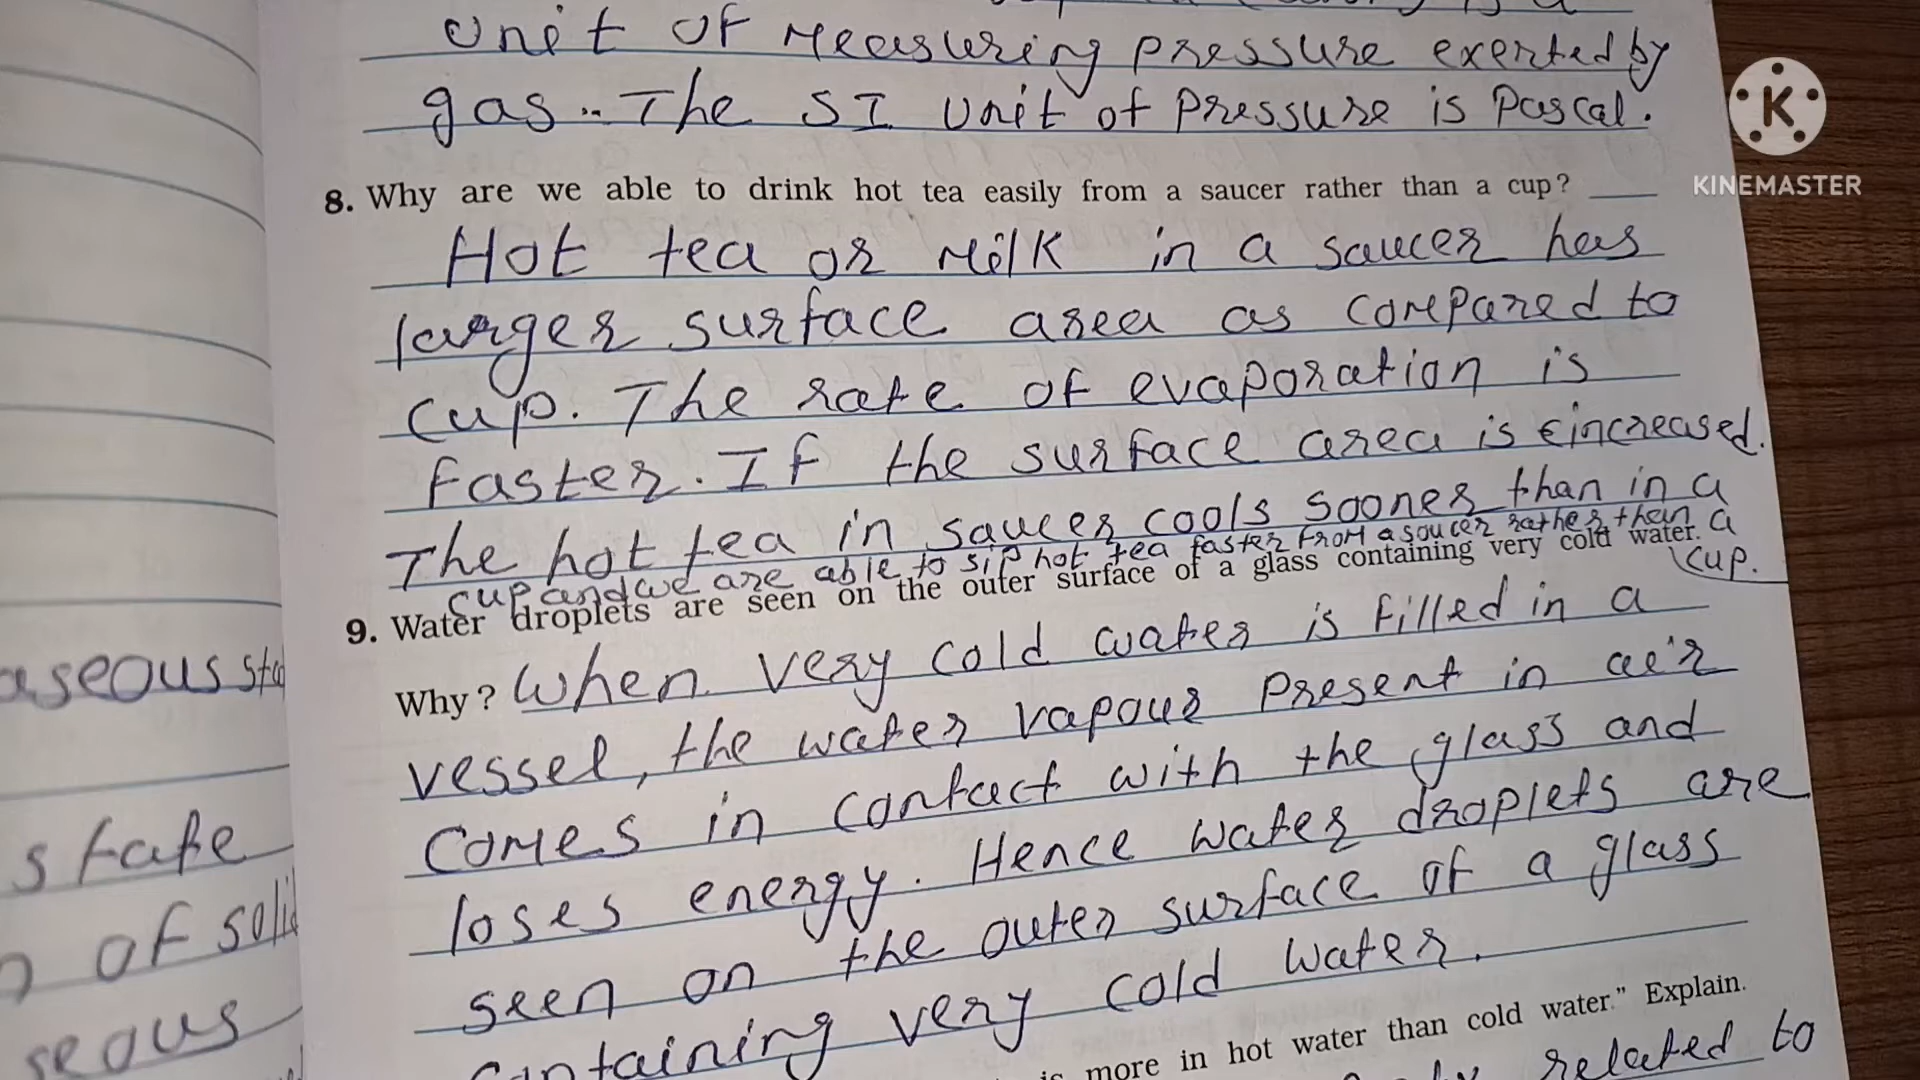 unit of measuring pressure exerted by
gas.. The SI unit of pressure is Pascal.
KINEMASTER
8. Why are we able to drink hot tea easily from a saucer rather than a cup?
Hot tea or milk in a saucer has
larger surface area as compared to
cup. The rate of evaporation is
faster. If the surface area is increased.
The hot tea in saucer cools sooner than in a
cup and we are able to sip hot tea faster from a soucer rather than a
cup.
9. Water droplets are seen on the outer surface of a glass containing very cold water.
Why? When very cold water is filled in a
vessel, the water vapour present in air
comes in contact with the glass and
loses energy. Hence water droplets are
seen on the outer surface of a glass
containing very cold water.
is more in hot water than cold water." Explain.
related to
aseous sta
state
of solid
seous